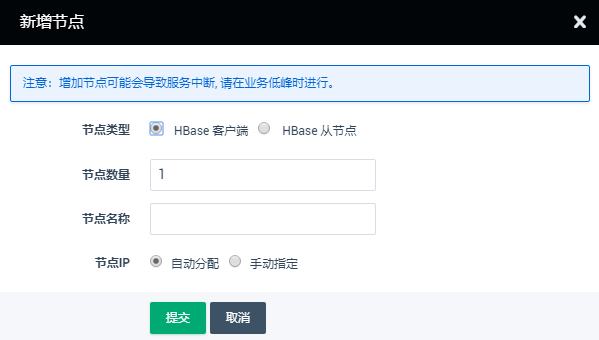 新增节点
注意：增加节点可能会导致服务中断, 请在业务低峰时进行。
节点类型 HBase 客户端 HBase 从节点
节点数量 1
节点名称
节点IP 自动分配 手动指定
提交 取消